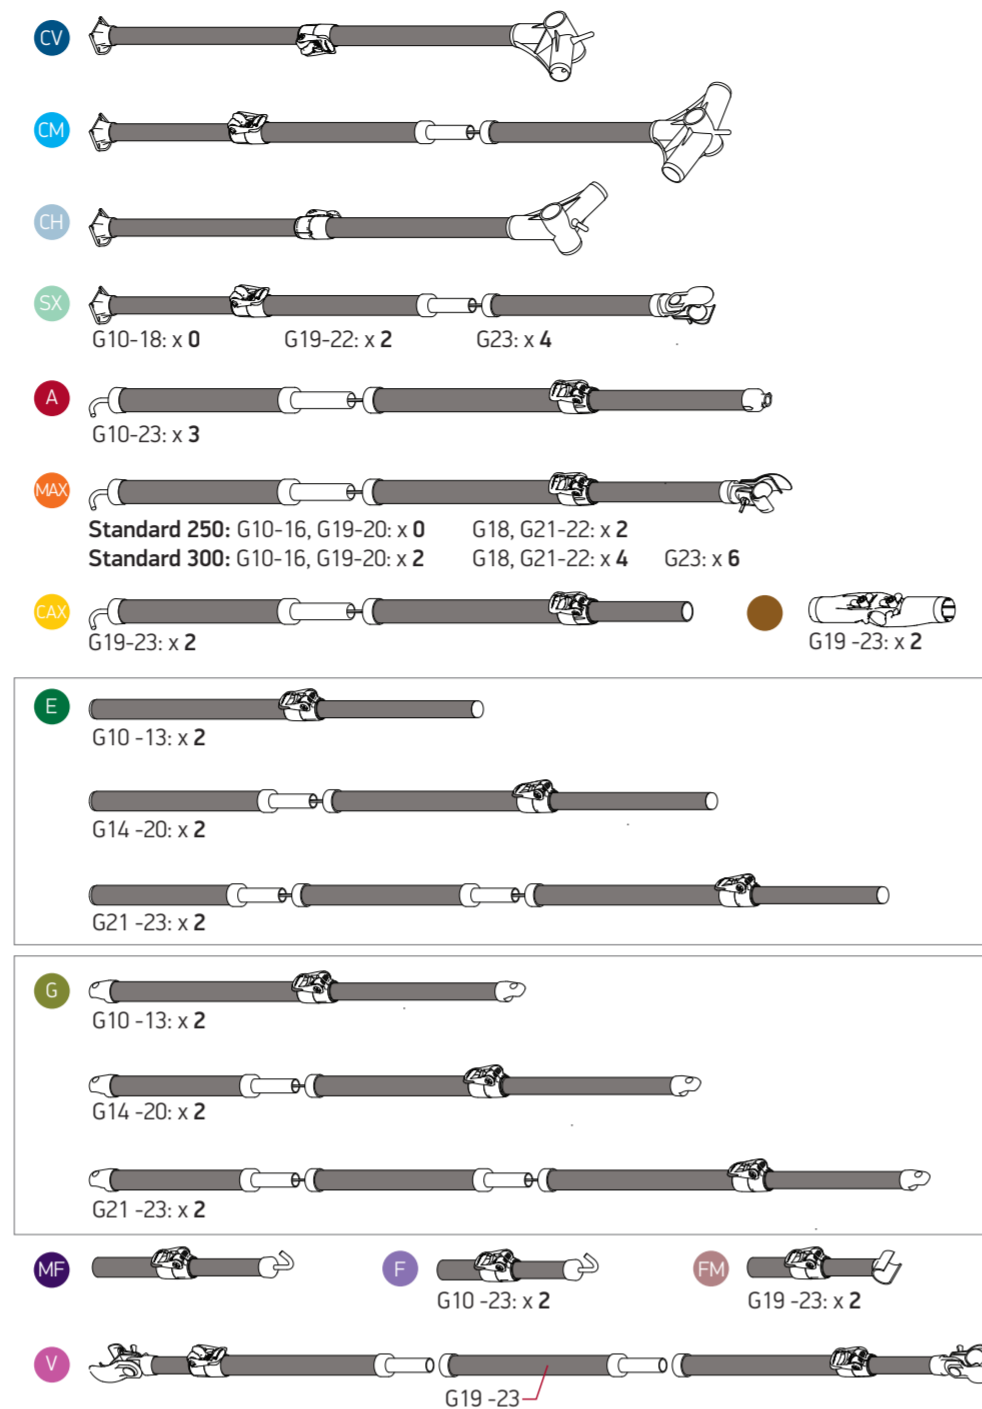 CV
CM
CH
SX
G10-18: x 0 G19-22: x 2 G23: x 4
A
G10-23: x 3
MAX
Standard 250: G10-16, G19-20: x 0 G18, G21-22: x 2
Standard 300: G10-16, G19-20: x 2 G18, G21-22: x 4 G23: x 6
CAX
G19-23: x 2
G19 -23: x 2
E
G10 -13: x 2
G14 -20: x 2
G21 -23: x 2
G
G10 -13: x 2
G14 -20: x 2
G21 -23: x 2
MF
F
G10 -23: x 2
FM
G19 -23: x 2
V
G19 -23